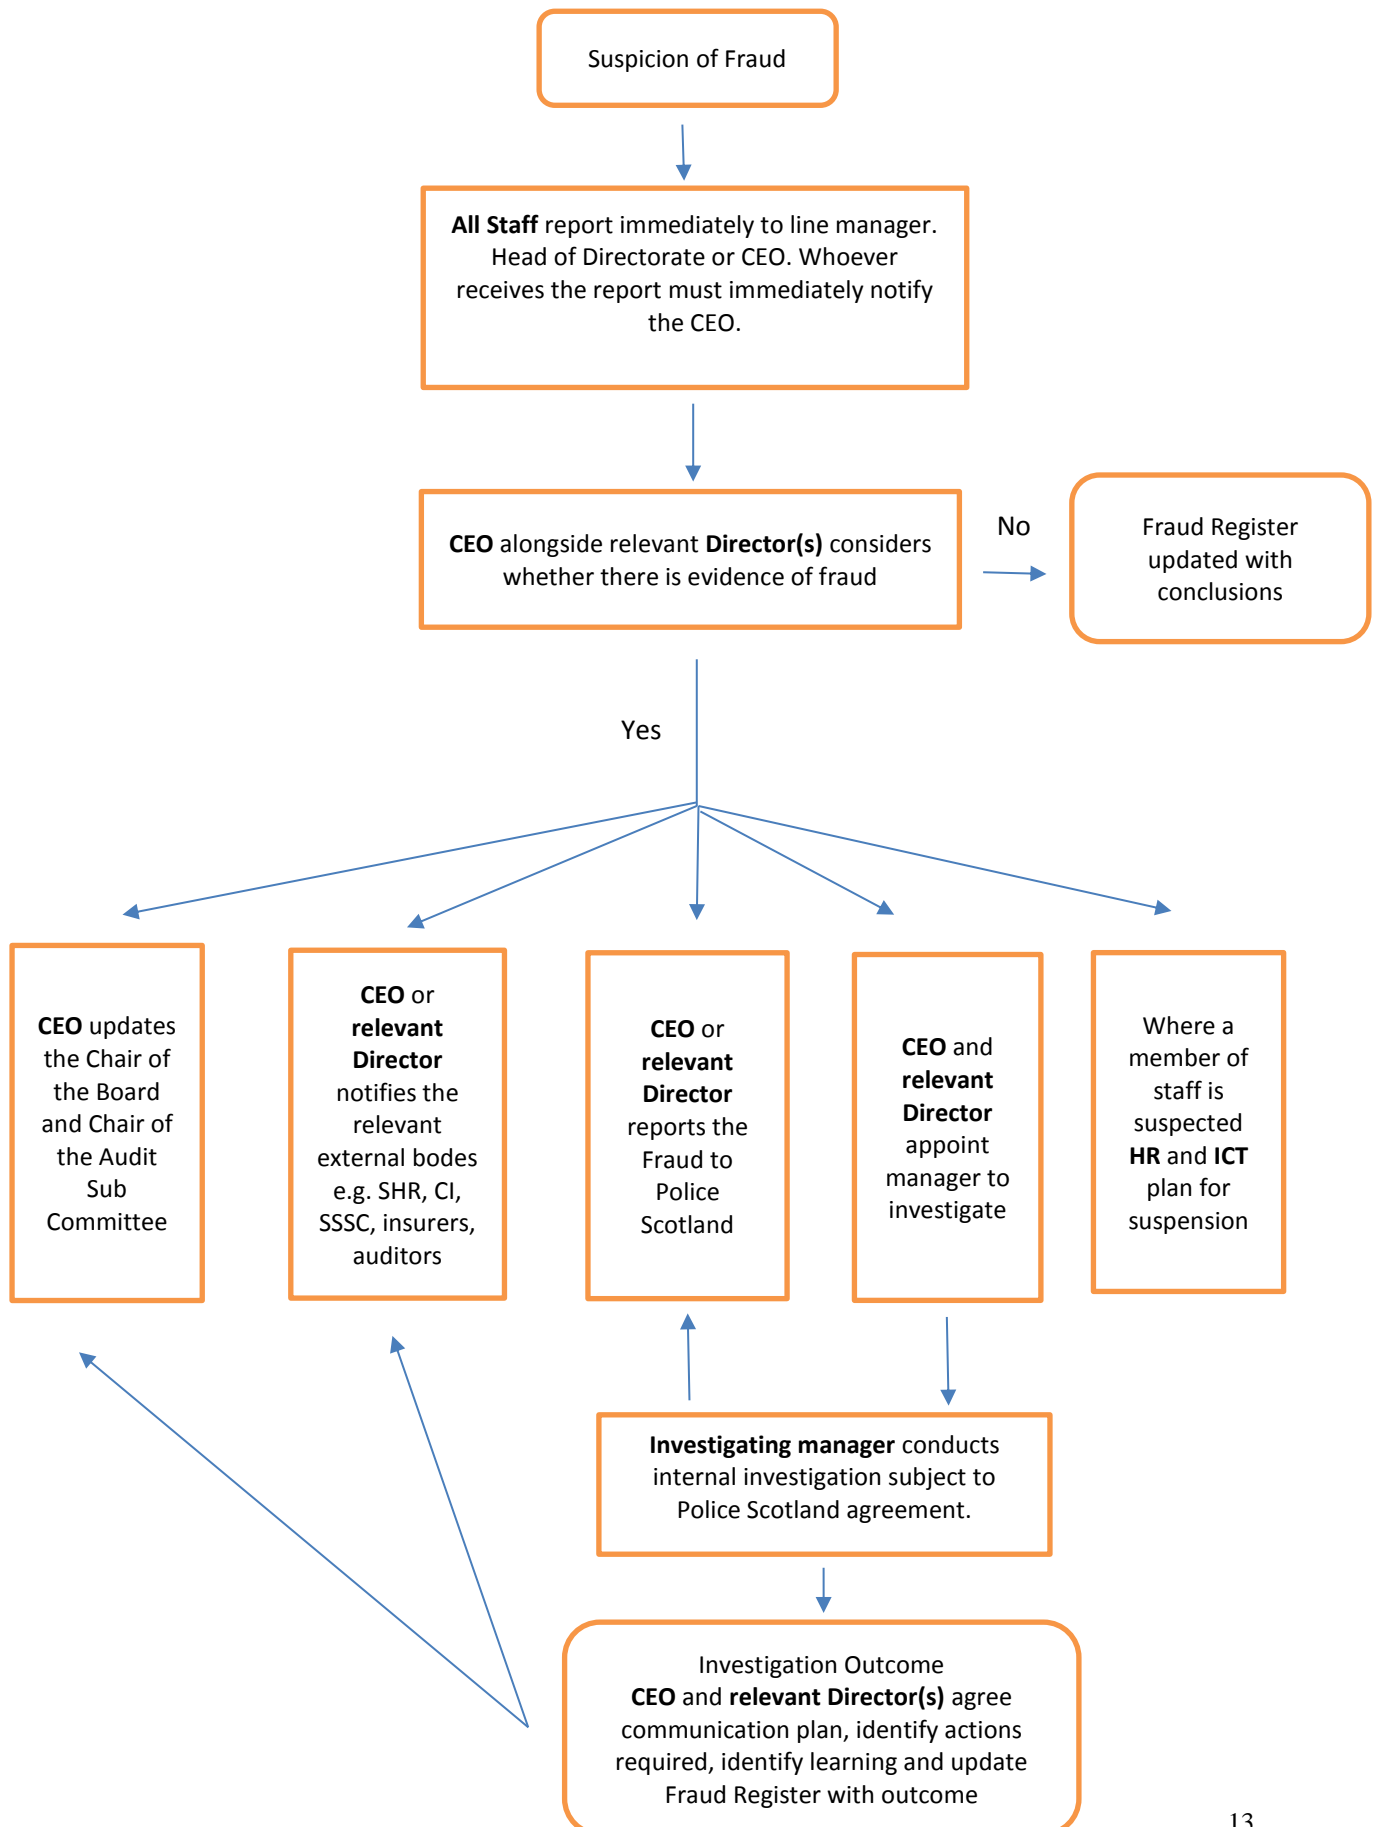 Suspicion of Fraud
All Staff report immediately to line manager.
Head of Directorate or CEO. Whoever
receives the report must immediately notify
the CEO.
CEO alongside relevant Director(s) considers
whether there is evidence of fraud
No
Fraud Register
updated with
conclusions
Yes
CEO updates
the Chair of
the Board
and Chair of
the Audit
Sub
Committee
CEO or
relevant
Director
notifies the
relevant
external bodes
e.g. SHR, CI,
SSSC, insurers,
auditors
CEO or
relevant
Director
reports the
Fraud to
Police
Scotland
CEO and
relevant
Director
appoint
manager to
investigate
Where a
member of
staff is
suspected
HR and ICT
plan for
suspension
Investigating manager conducts
internal investigation subject to
Police Scotland agreement.
Investigation Outcome
CEO and relevant Director(s) agree
communication plan, identify actions
required, identify learning and update
Fraud Register with outcome
13